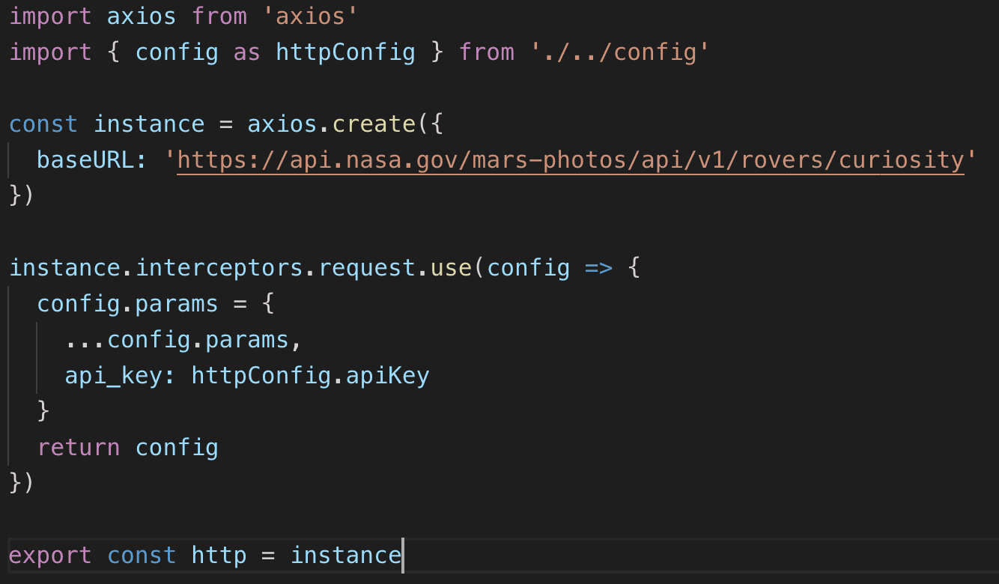 import axios from 'axios'
import { config as httpConfig } from './../config'
const instance = axios.create({
  baseURL: 'https://api.nasa.gov/mars-photos/api/v1/rovers/curiosity'
})
instance.interceptors.request.use(config => {
  config.params = {
    ...config.params,
    api_key: httpConfig.apiKey
  }
  return config
})
export const http = instance